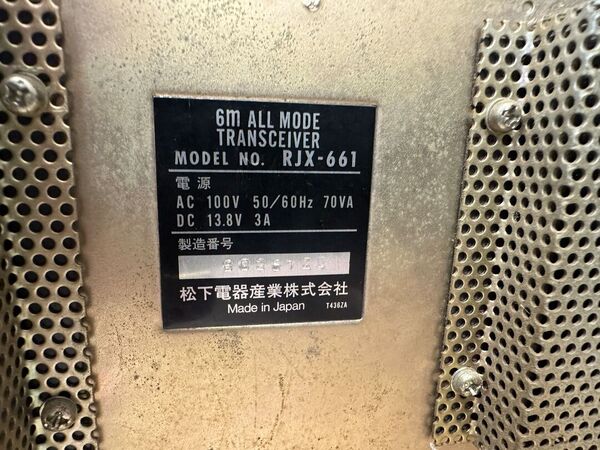 6m ALL MODE
TRANSCEIVER
MODEL NO. RJX-661
電源
AC 100V 50/60Hz 70VA
DC 13.8V 3A
製造番号
松下電器産業株式会社
Made in Japan T4362A